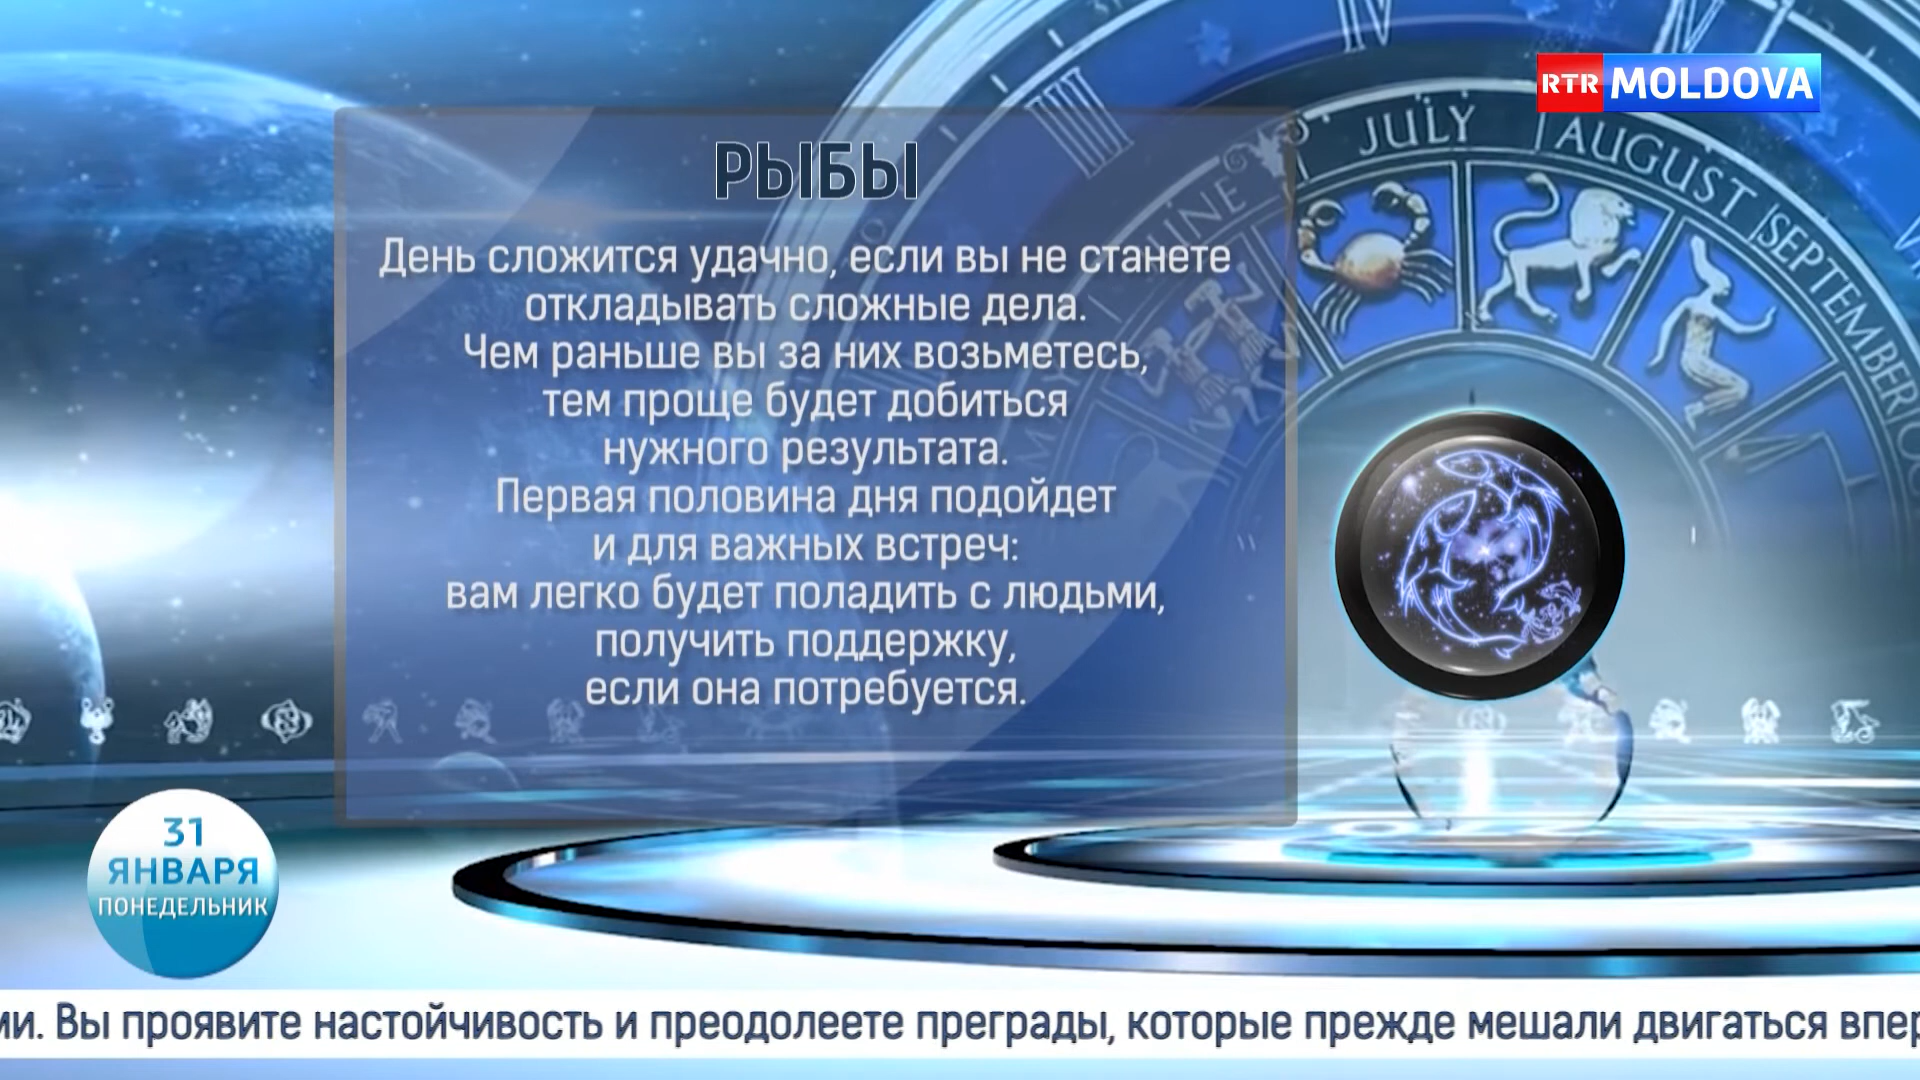 RTR MOLDOVA
JUNE
JULY
AUGUST
SEPTEMBER
РЫБЫ
День сложится удачно, если вы не станете
откладывать сложные дела.
Чем раньше вы за них возьметесь,
тем проще будет добиться
нужного результата.
Первая половина дня подойдет
и для важных встреч:
вам легко будет поладить с людьми,
получить поддержку,
если она потребуется.
31
ЯНВАРЯ
ПОНЕДЕЛЬНИК
ми. Вы проявите настойчивость и преодолеете преграды, которые прежде мешали двигаться впер